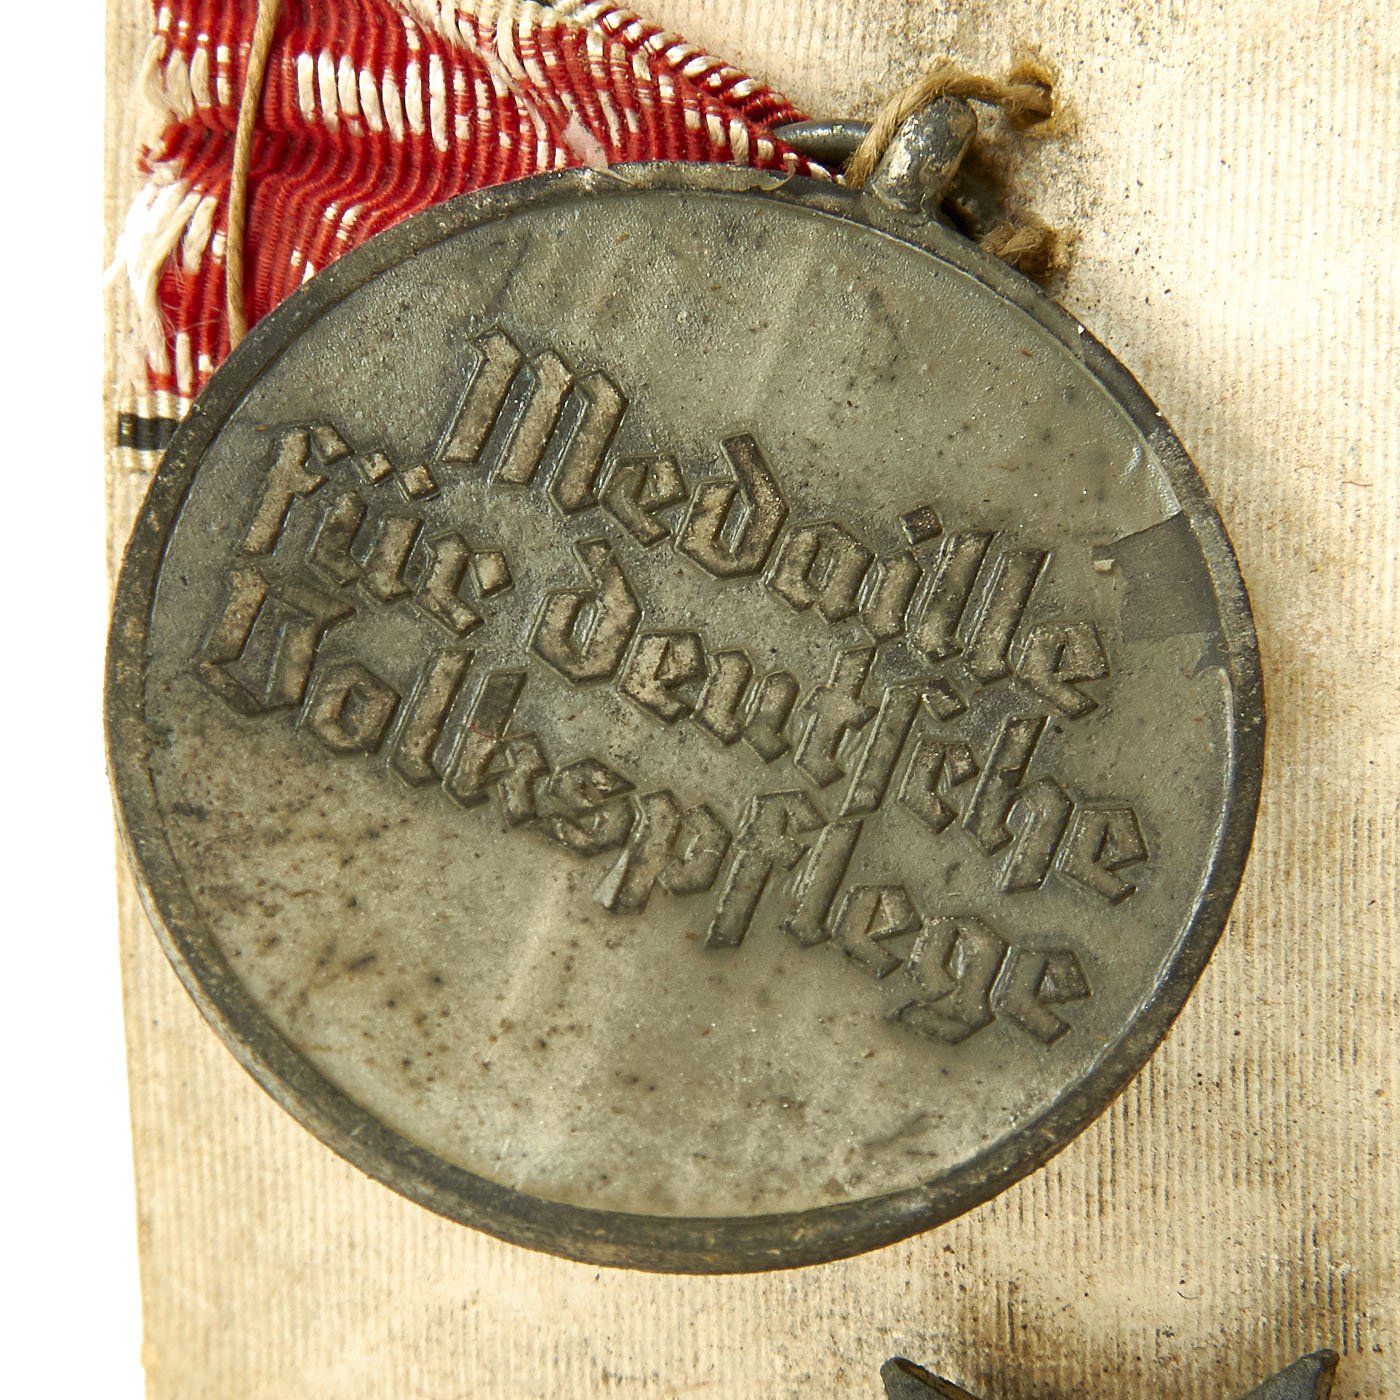 Medaille
für deutsche
Volkspflege